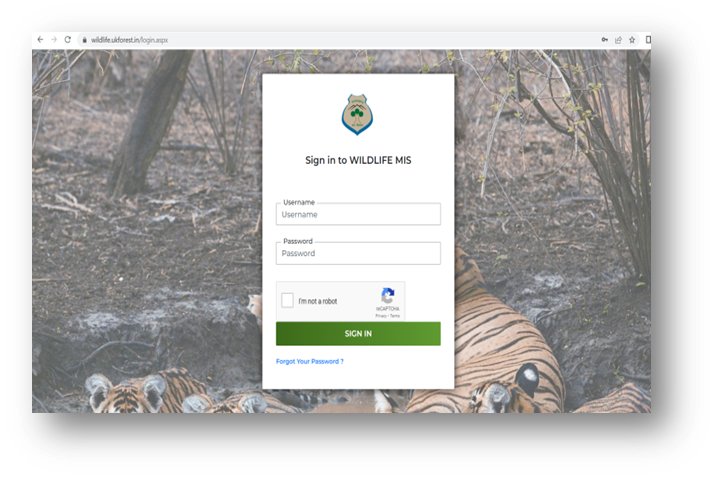 wildlife.ukforest.in/login.aspx
Sign in to WILDLIFE MIS
Username
Username
Password
Password
I'm not a robot
reCAPTCHA
Privacy - Terms
SIGN IN
Forgot Your Password ?